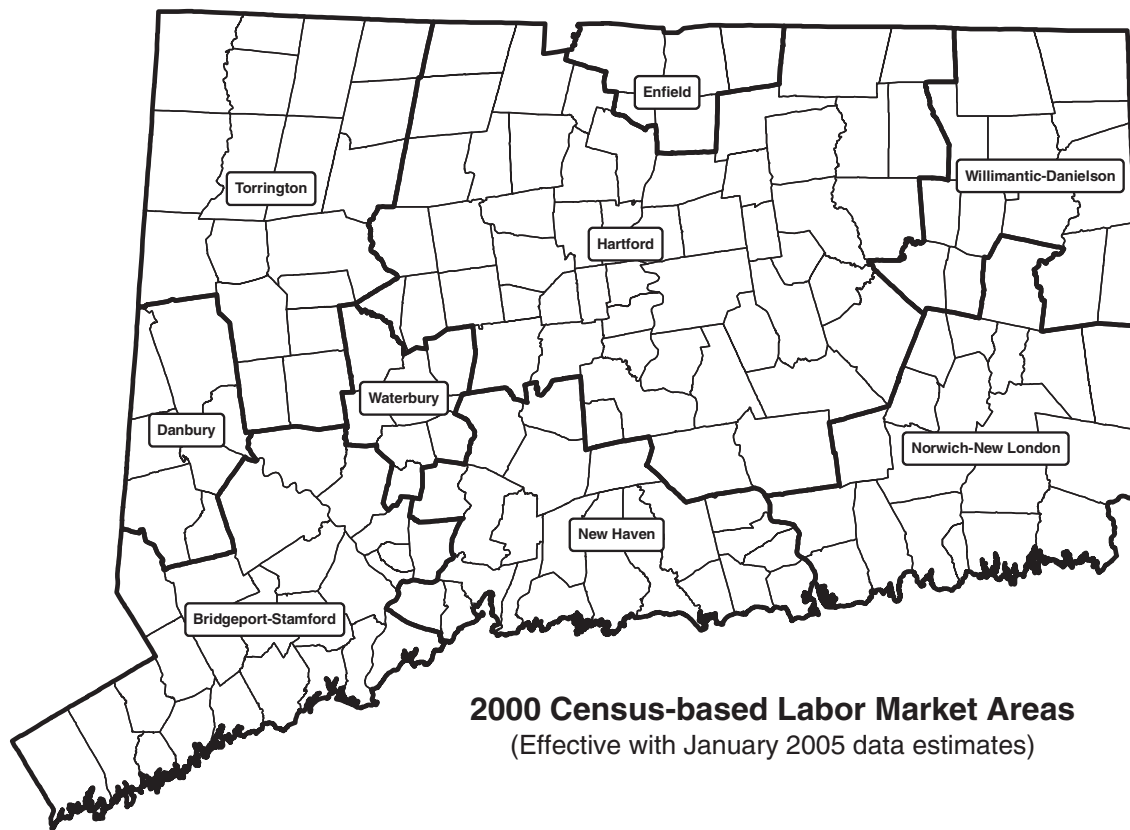 Enfield
Torrington
Willimantic-Danielson
Hartford
Waterbury
Danbury
Norwich-New London
New Haven
Bridgeport-Stamford
2000 Census-based Labor Market Areas
(Effective with January 2005 data estimates)